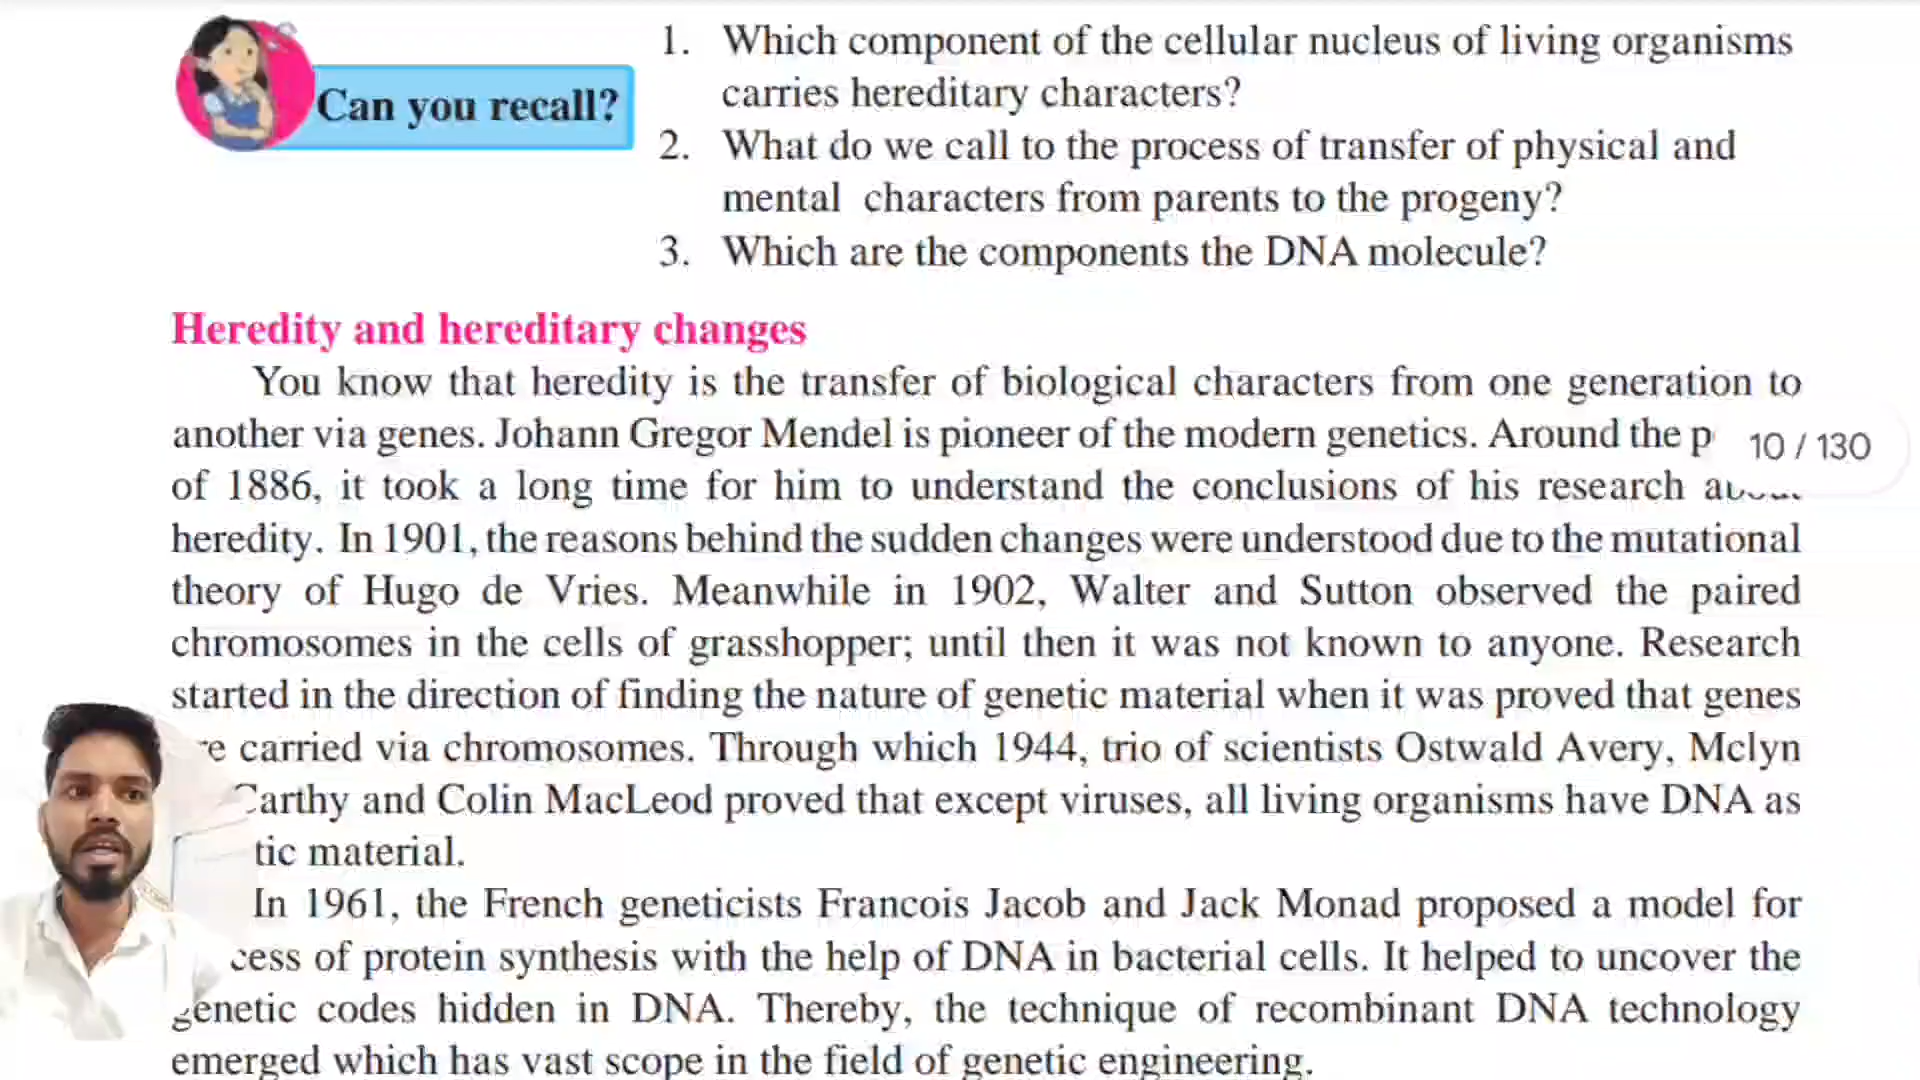 Can you recall?
1. Which component of the cellular nucleus of living organisms
carries hereditary characters?
2. What do we call to the process of transfer of physical and
mental characters from parents to the progeny?
3. Which are the components the DNA molecule?
Heredity and hereditary changes
You know that heredity is the transfer of biological characters from one generation to
another via genes. Johann Gregor Mendel is pioneer of the modern genetics. Around the
10 / 130
of 1886, it took a long time for him to understand the conclusions of his research
heredity. In 1901, the reasons behind the sudden changes were understood due to the mutational
theory of Hugo de Vries. Meanwhile in 1902, Walter and Sutton observed the paired
chromosomes in the cells of grasshopper; until then it was not known to anyone. Research
started in the direction of finding the nature of genetic material when it was proved that genes
carried via chromosomes. Through which 1944, trio of scientists Ostwald Avery, Mclyn
and Colin MacLeod proved that except viruses, all living organisms have DNA as
material.
In 1961, the French geneticists Francois Jacob and Jack Monad proposed a model for
of protein synthesis with the help of DNA in bacterial cells. It helped to uncover the
genetic codes hidden in DNA. Thereby, the technique of recombinant DNA technology
emerged which has vast scope in the field of genetic engineering.